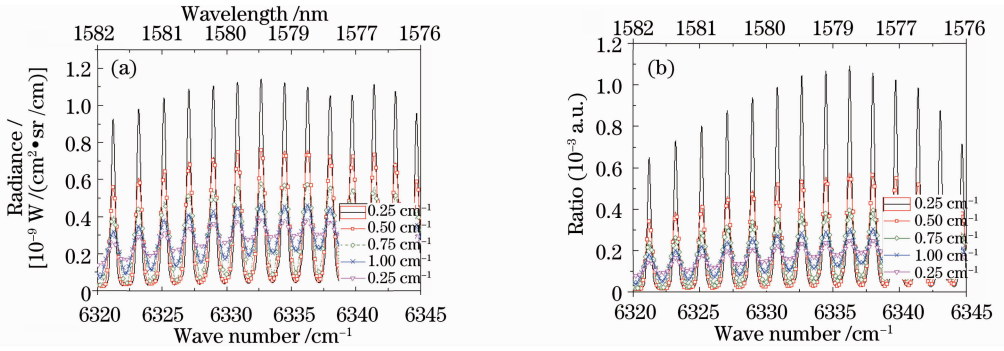 Wavelength /nm
1582 1581 1580 1579 1577 1576
(a)
1.2
1.0
0.8
0.6
0.4
0.2
0
Radiance /
[10⁻⁹ W /(cm²•sr /cm)]
0.25 cm⁻¹
0.50 cm⁻¹
0.75 cm⁻¹
1.00 cm⁻¹
0.25 cm⁻¹
6320 6325 6330 6335 6340 6345
Wave number /cm⁻¹
1582 1581 1580 1579 1577 1576
(b)
1.2
1.0
0.8
0.6
0.4
0.2
0
Ratio (10⁻³ a.u.)
0.25 cm⁻¹
0.50 cm⁻¹
0.75 cm⁻¹
1.00 cm⁻¹
0.25 cm⁻¹
6320 6325 6330 6335 6340 6345
Wave number /cm⁻¹